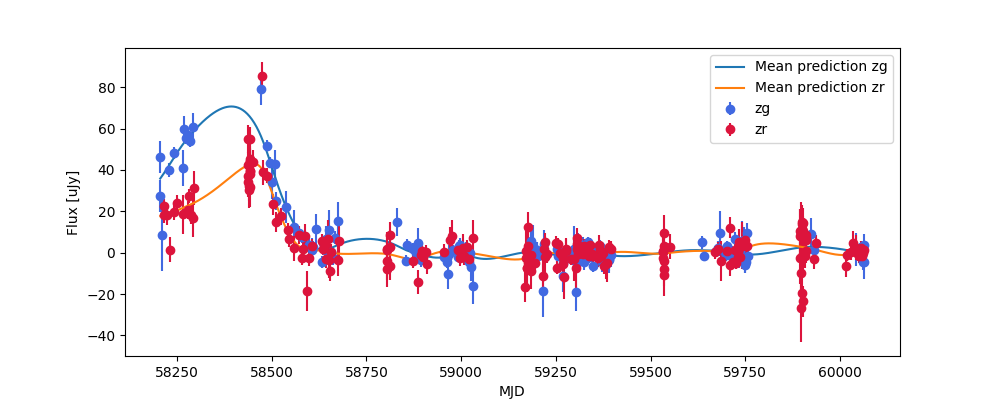 Mean prediction zg
Mean prediction zr
zg
zr
80
60
40
20
0
−20
−40
Flux [uJy]
58250
58500
58750
59000
59250
59500
59750
60000
MJD